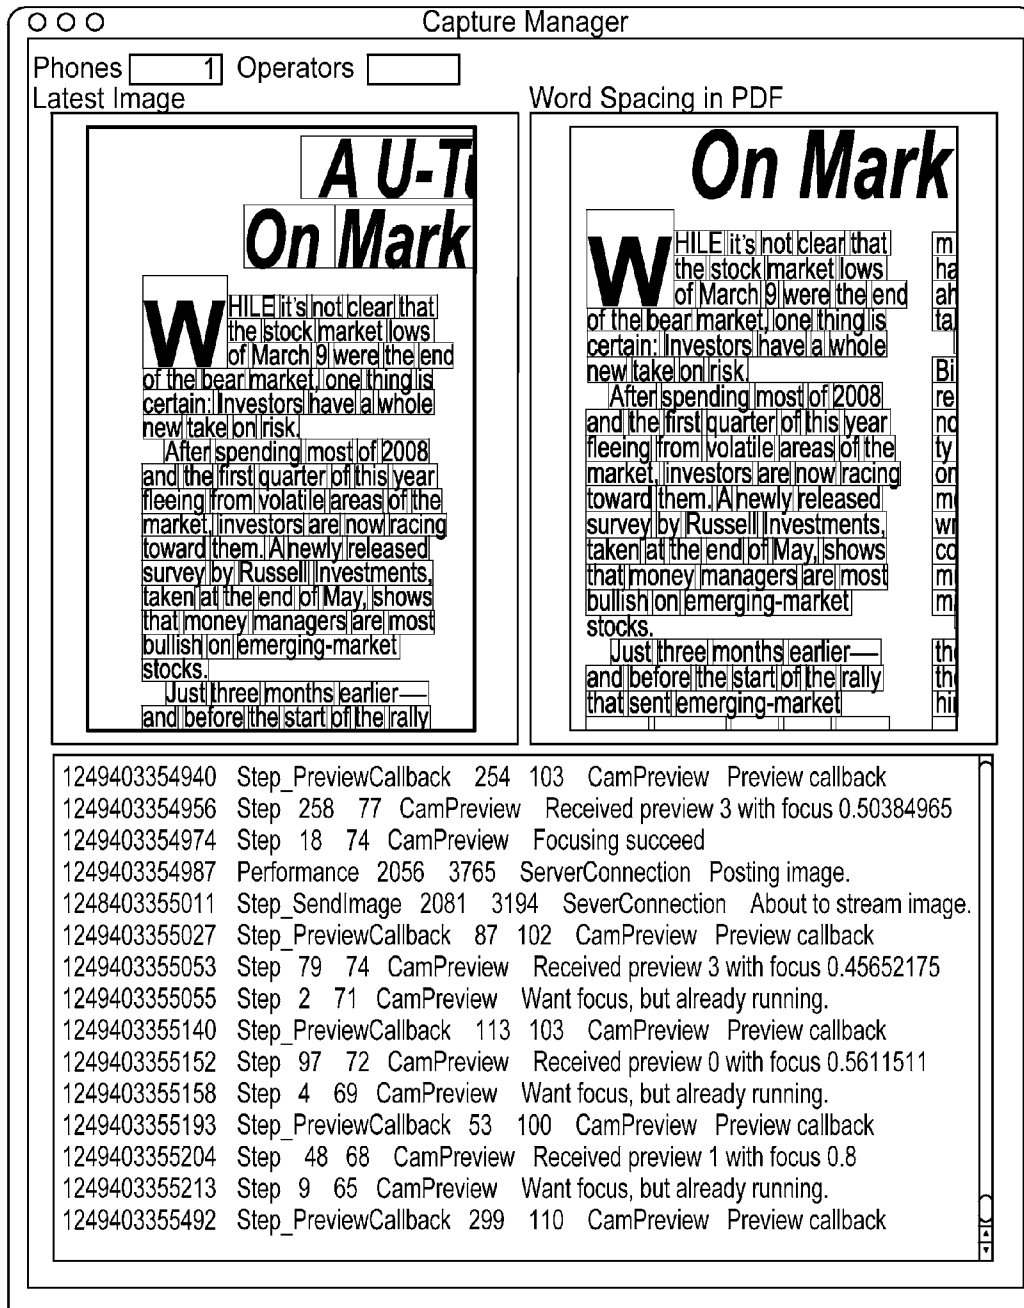 Capture Manager
Phones 1 Operators
Latest Image
Word Spacing in PDF
A U-Tu
On Mark
WHILE it's not clear that
the stock market lows
of March 9 were the end
of the bear market, one thing is
certain: Investors have a whole
new take on risk.
After spending most of 2008
and the first quarter of this year
fleeing from volatile areas of the
market, investors are now racing
toward them. A newly released
survey by Russell Investments,
taken at the end of May, shows
that money managers are most
bullish on emerging-market
stocks.
Just three months earlier—
and before the start of the rally
On Mark
WHILE it's not clear that
the stock market lows
of March 9 were the end
of the bear market, one thing is
certain: Investors have a whole
new take on risk.
After spending most of 2008
and the first quarter of this year
fleeing from volatile areas of the
market, investors are now racing
toward them. A newly released
survey by Russell Investments,
taken at the end of May, shows
that money managers are most
bullish on emerging-market
stocks.
Just three months earlier—
and before the start of the rally
that sent emerging-market
m
ha
ah
ta
Bi
re
no
ty
on
me
wr
co
m
m
the
the
hi
1249403354940 Step_PreviewCallback 254 103 CamPreview Preview callback
1249403354956 Step 258 77 CamPreview Received preview 3 with focus 0.50384965
1249403354974 Step 18 74 CamPreview Focusing succeed
1249403354987 Performance 2056 3765 ServerConnection Posting image.
1248403355011 Step_SendImage 2081 3194 SeverConnection About to stream image.
1249403355027 Step_PreviewCallback 87 102 CamPreview Preview callback
1249403355053 Step 79 74 CamPreview Received preview 3 with focus 0.45652175
1249403355055 Step 2 71 CamPreview Want focus, but already running.
1249403355140 Step_PreviewCallback 113 103 CamPreview Preview callback
1249403355152 Step 97 72 CamPreview Received preview 0 with focus 0.5611511
1249403355158 Step 4 69 CamPreview Want focus, but already running.
1249403355193 Step_PreviewCallback 53 100 CamPreview Preview callback
1249403355204 Step 48 68 CamPreview Received preview 1 with focus 0.8
1249403355213 Step 9 65 CamPreview Want focus, but already running.
1249403355492 Step_PreviewCallback 299 110 CamPreview Preview callback